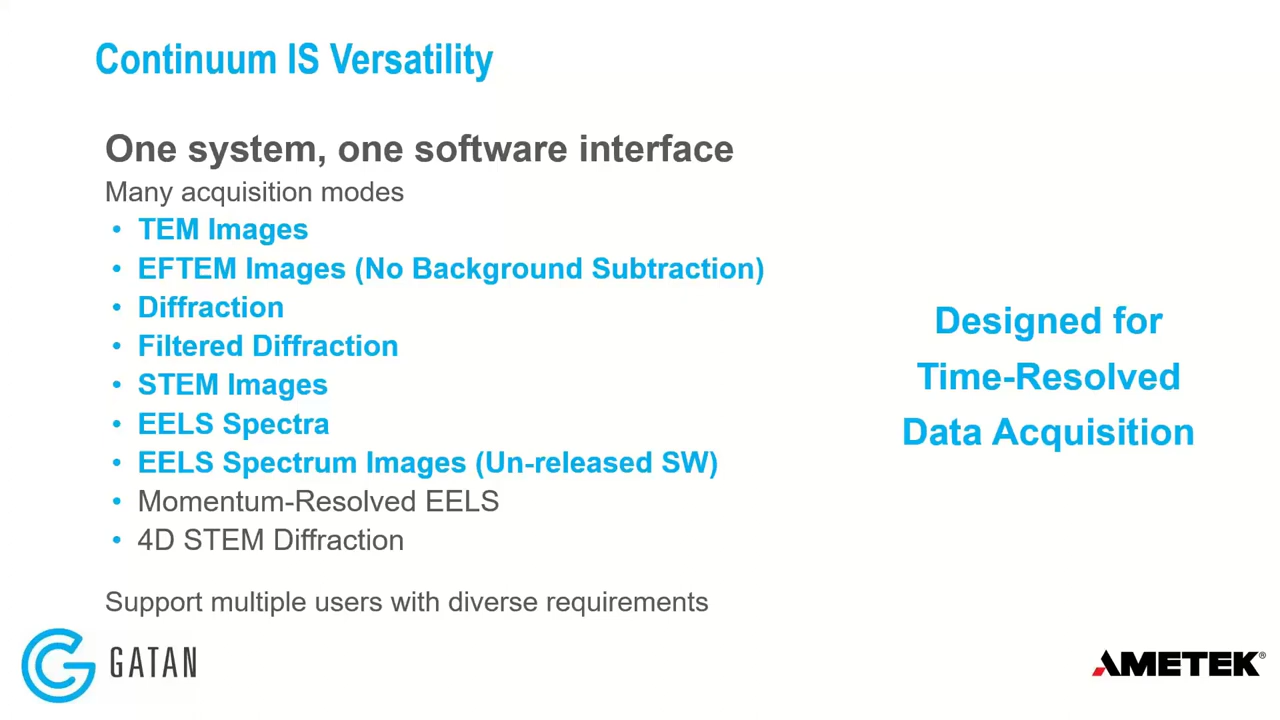 Continuum IS Versatility
One system, one software interface
Many acquisition modes
• TEM Images
• EFTEM Images (No Background Subtraction)
• Diffraction
• Filtered Diffraction
• STEM Images
• EELS Spectra
• EELS Spectrum Images (Un-released SW)
• Momentum-Resolved EELS
• 4D STEM Diffraction
Support multiple users with diverse requirements
Designed for
Time-Resolved
Data Acquisition
GATAN
AMETEK®